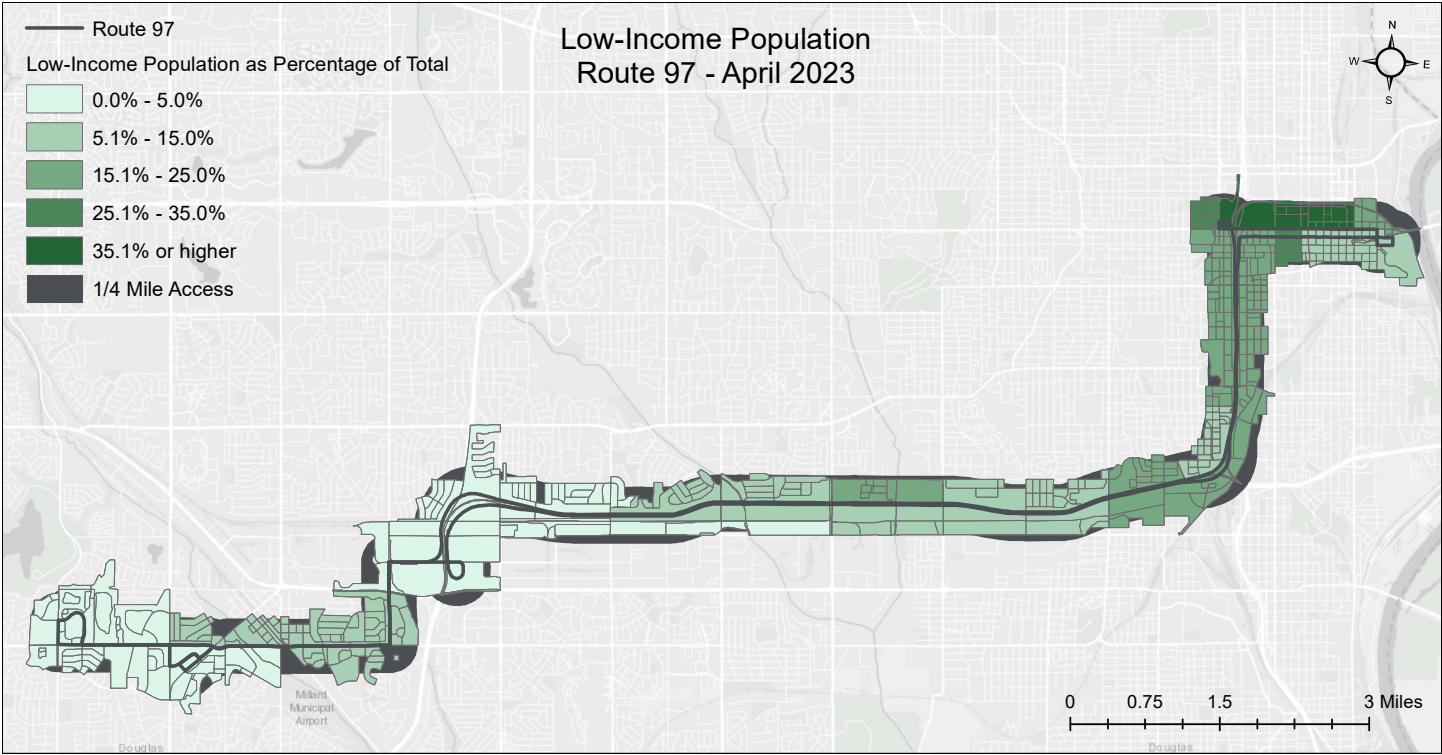 Route 97
Low-Income Population as Percentage of Total
0.0% - 5.0%
5.1% - 15.0%
15.1% - 25.0%
25.1% - 35.0%
35.1% or higher
1/4 Mile Access
Low-Income Population
Route 97 - April 2023
N
W
E
S
Millard
Municipal
Airport
Douglas
0 0.75 1.5 3 Miles
Douglas